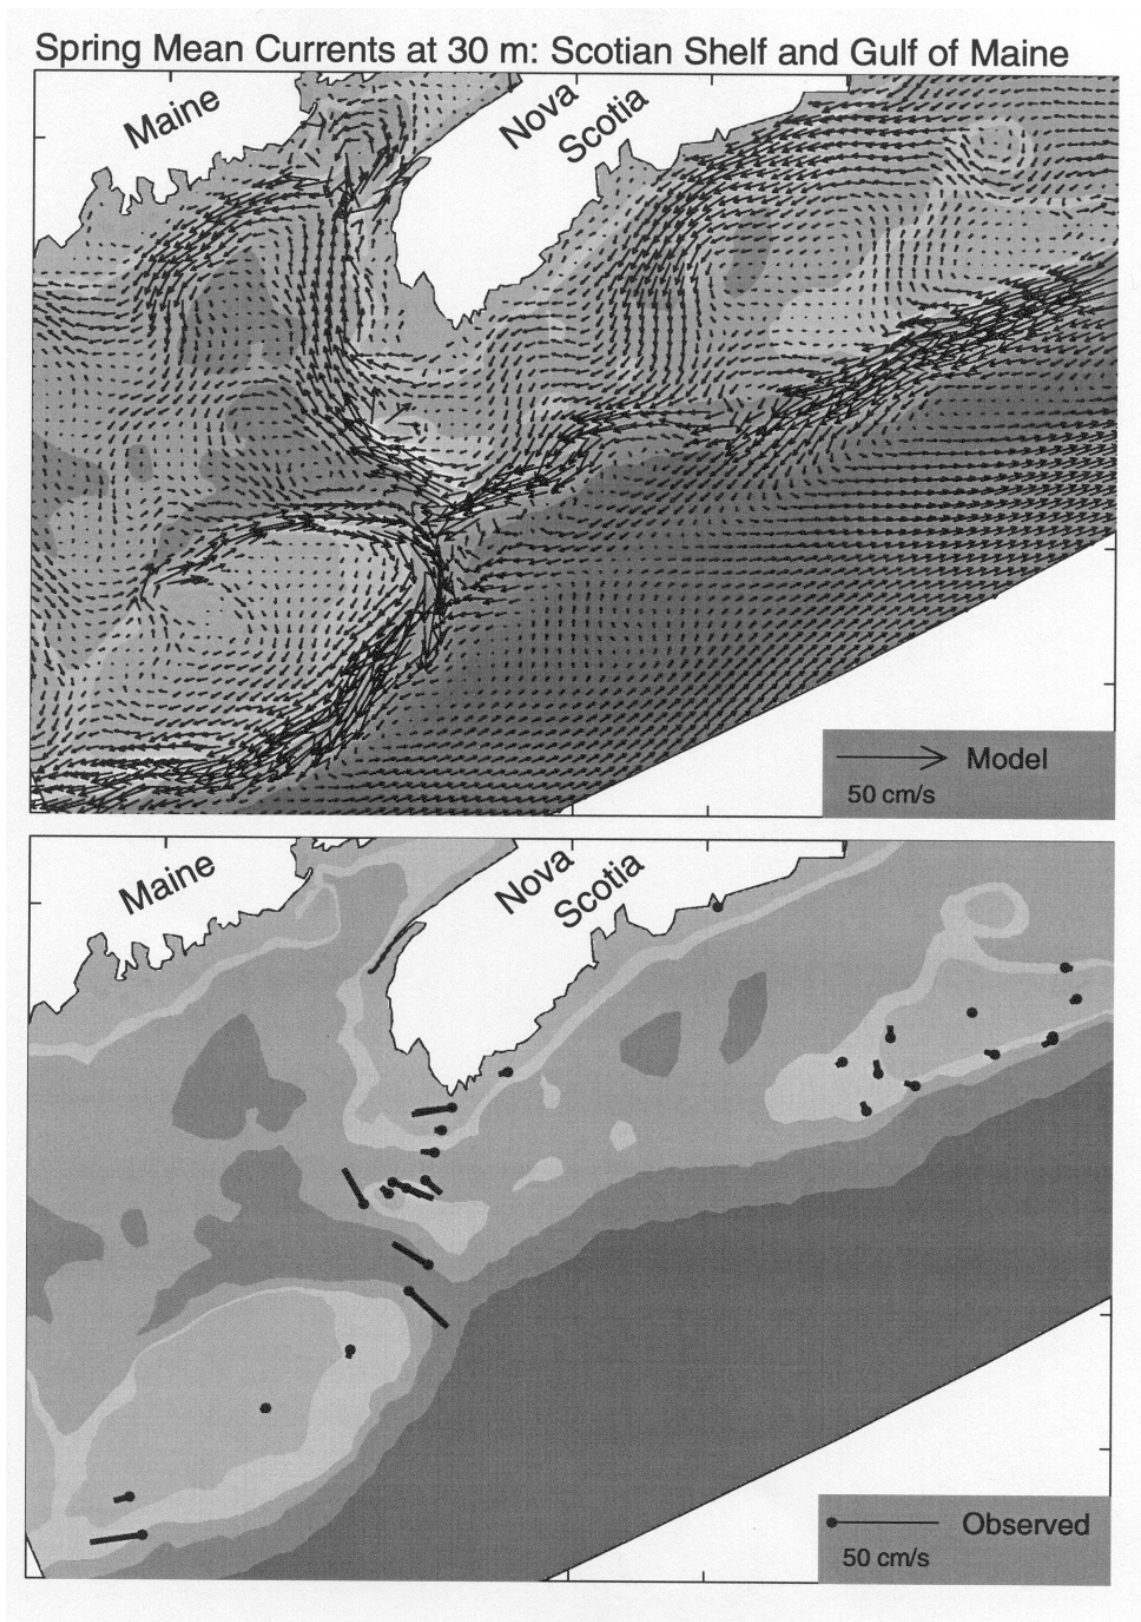 Spring Mean Currents at 30 m: Scotian Shelf and Gulf of Maine
Maine
Nova
Scotia
Model
50 cm/s
Maine
Nova
Scotia
Observed
50 cm/s